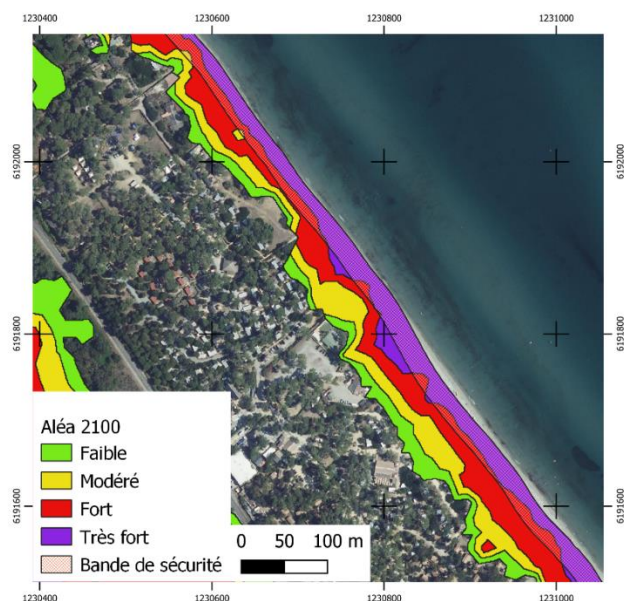 1230400 1230600 1230800 1231000
6192000 6192000
6191800 6191800
6191600 6191600
Aléa 2100
Faible
Modéré
Fort
Très fort
Bande de sécurité
0 50 100 m
1230400 1230600 1230800 1231000